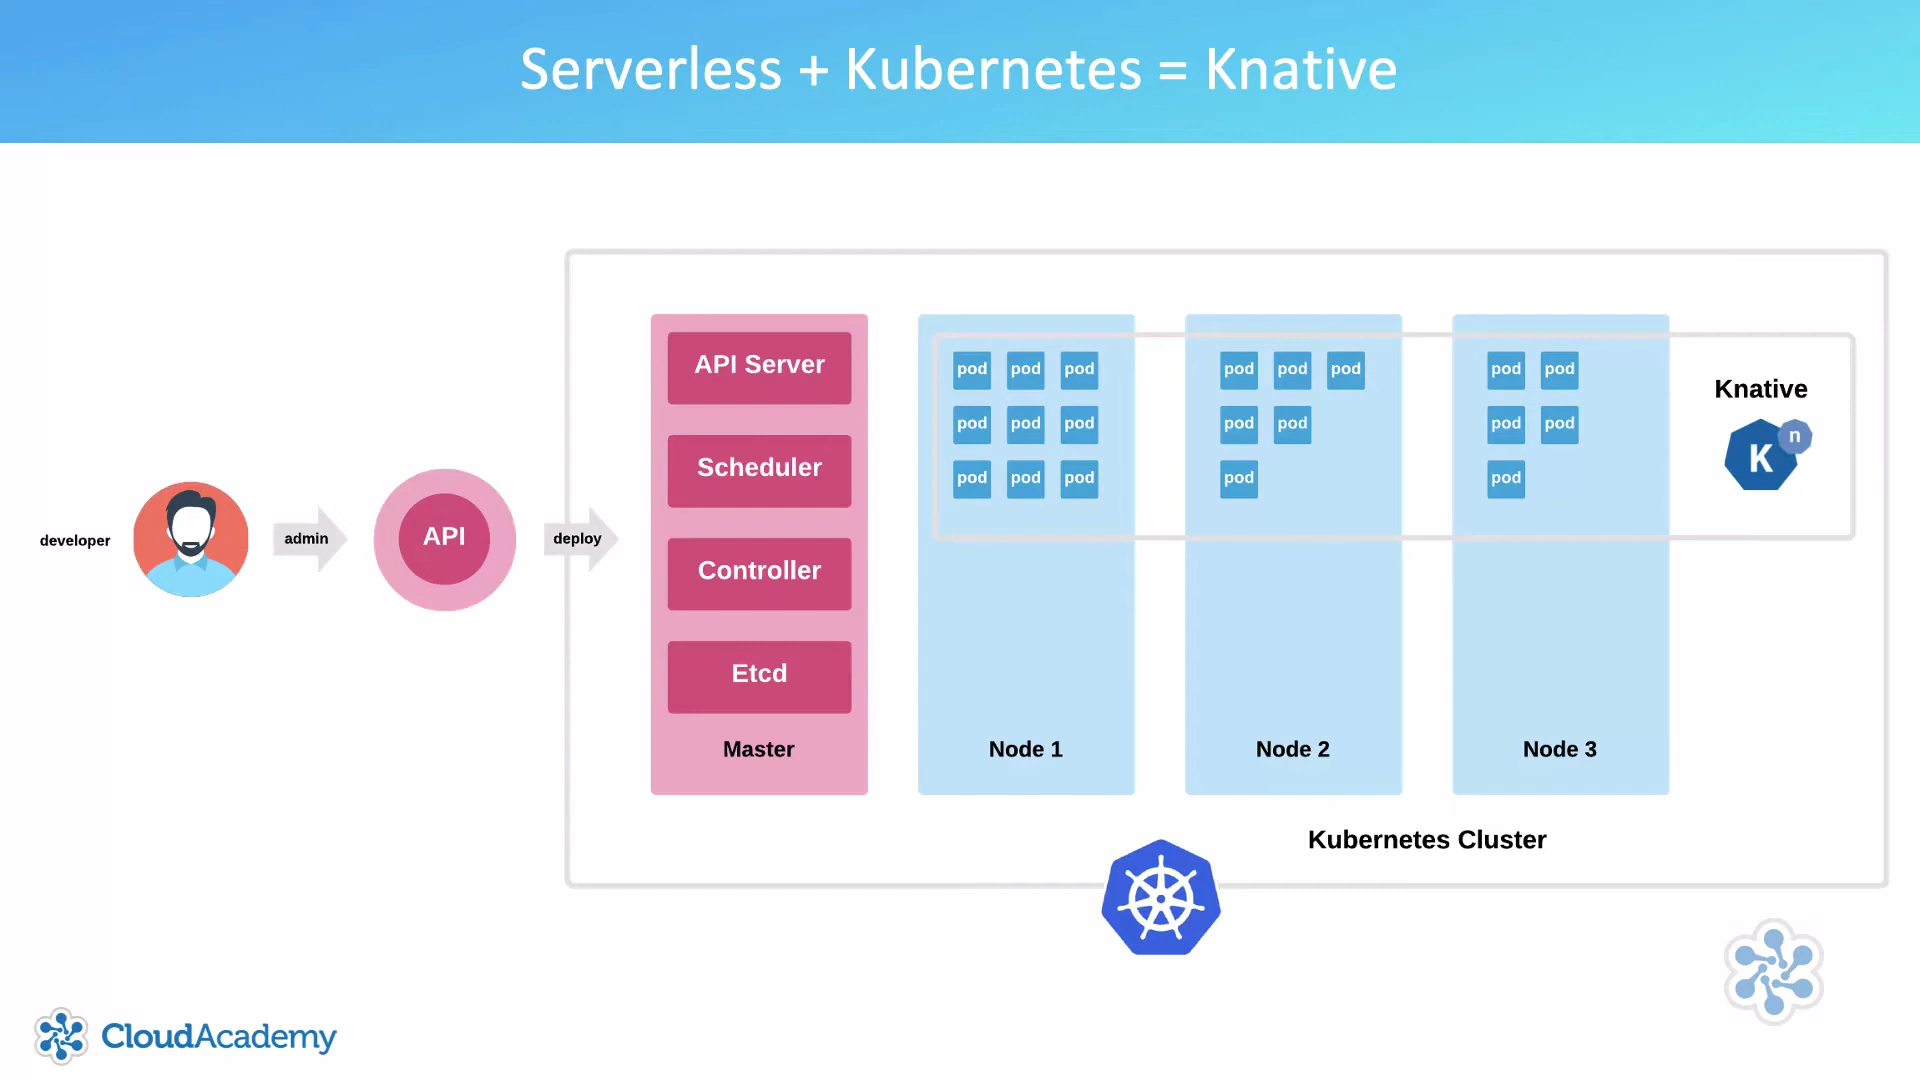 Serverless + Kubernetes = Knative
developer
admin
API
deploy
API Server
Scheduler
Controller
Etcd
Master
pod pod pod
pod pod pod
pod pod pod
Node 1
pod pod pod
pod pod
pod
Node 2
pod pod
pod pod
pod
Node 3
Knative
K n
Kubernetes Cluster
CloudAcademy